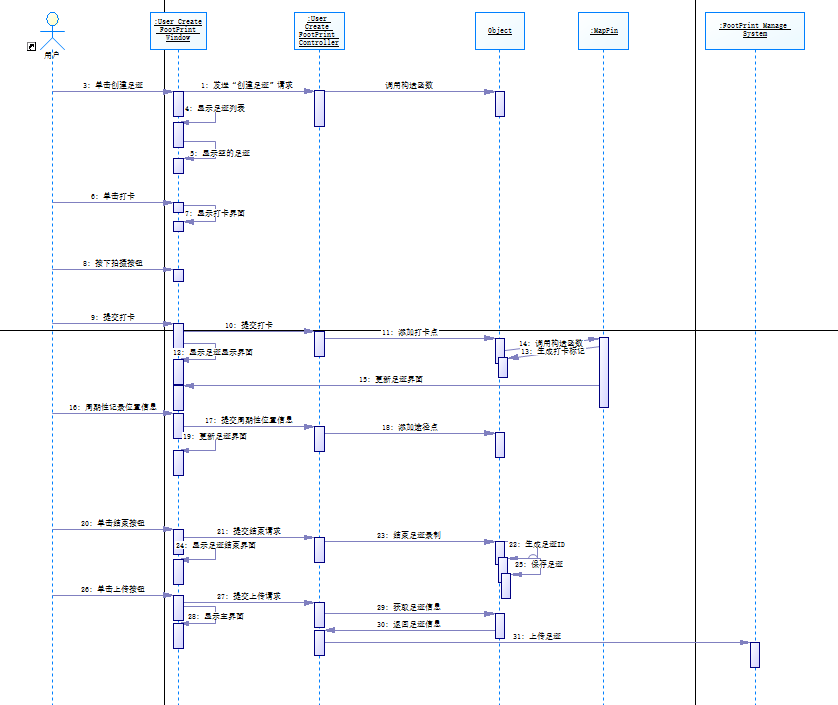 :User Create
FootPrint
Window
:User
Create
FootPrint
Controller
Object
:MapPin
:FootPrint Manage
System
用户
3: 单击创建足迹
1: 发送“创建足迹”请求
调用构造函数
4: 显示足迹列表
5: 显示空的足迹
6: 单击打卡
7: 显示打卡界面
8: 按下拍摄按钮
9: 提交打卡
10: 提交打卡
11: 添加打卡点
14: 调用构造函数
13: 生成打卡标记
12: 显示足迹显示界面
15: 更新足迹界面
16: 周期性记录位置信息
17: 提交周期性位置信息
18: 添加途径点
19: 更新足迹界面
20: 单击结束按钮
21: 提交结束请求
23: 结束足迹录制
22: 生成足迹ID
24: 显示足迹结束界面
25: 保存足迹
26: 单击上传按钮
27: 提交上传请求
29: 获取足迹信息
28: 显示主界面
30: 返回足迹信息
31: 上传足迹